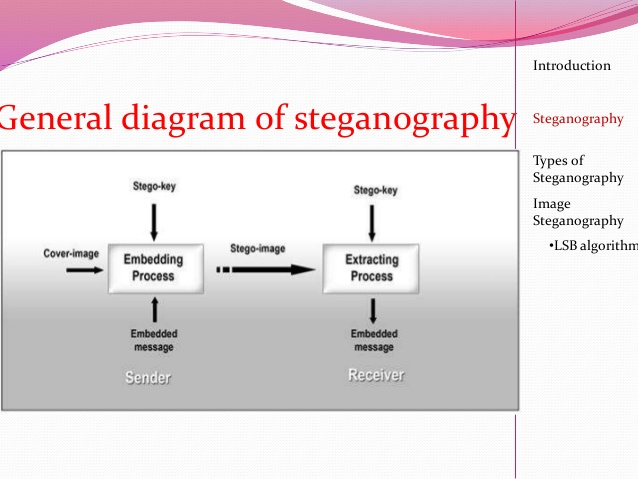 General diagram of steganography
Stego-key
Stego-key
Cover-image
Embedding
Process
Stego-image
Extracting
Process
Embedded
message
Embedded
message
Sender
Receiver
Introduction
Steganography
Types of
Steganography
Image
Steganography
•LSB algorithm